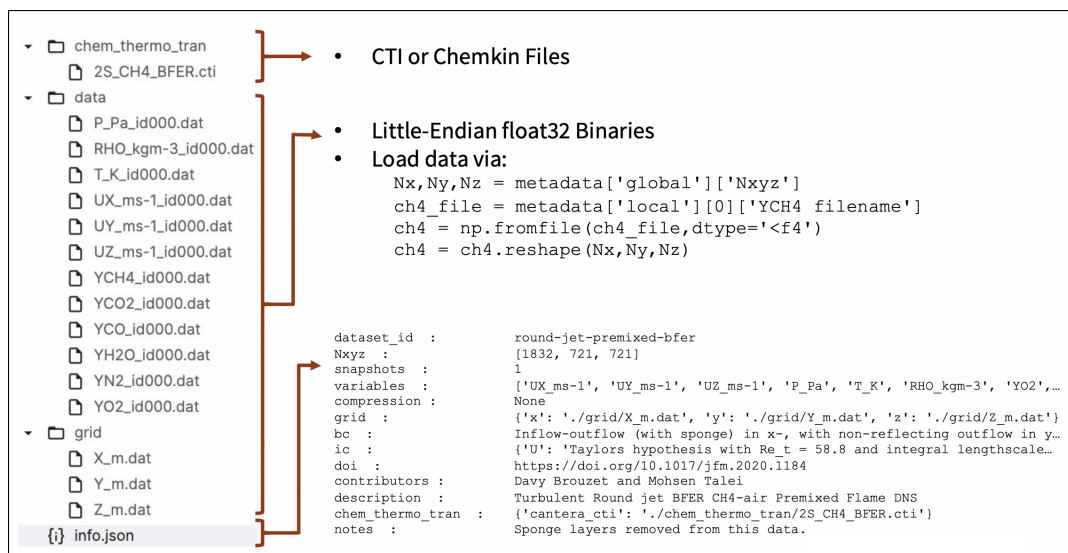 chem_thermo_tran
2S_CH4_BFER.cti
data
P_Pa_id000.dat
RHO_kgm-3_id000.dat
T_K_id000.dat
UX_ms-1_id000.dat
UY_ms-1_id000.dat
UZ_ms-1_id000.dat
YCH4_id000.dat
YCO2_id000.dat
YCO_id000.dat
YH2O_id000.dat
YN2_id000.dat
YO2_id000.dat
grid
X_m.dat
Y_m.dat
Z_m.dat
{i} info.json
• CTI or Chemkin Files
• Little-Endian float32 Binaries
• Load data via:
Nx,Ny,Nz = metadata['global']['Nxyz']
ch4_file = metadata['local'][0]['YCH4 filename']
ch4 = np.fromfile(ch4_file,dtype='<f4')
ch4 = ch4.reshape(Nx,Ny,Nz)
dataset_id : round-jet-premixed-bfer
Nxyz : [1832, 721, 721]
snapshots : 1
variables : ['UX_ms-1', 'UY_ms-1', 'UZ_ms-1', 'P_Pa', 'T_K', 'RHO_kgm-3', 'YO2',…
compression : None
grid : {'x': './grid/X_m.dat', 'y': './grid/Y_m.dat', 'z': './grid/Z_m.dat'}
bc : Inflow-outflow (with sponge) in x-, with non-reflecting outflow in y…
ic : {'U': 'Taylors hypothesis with Re_t = 58.8 and integral lengthscale…
doi : https://doi.org/10.1017/jfm.2020.1184
contributors : Davy Brouzet and Mohsen Talei
description : Turbulent Round jet BFER CH4-air Premixed Flame DNS
chem_thermo_tran : {'cantera_cti': './chem_thermo_tran/2S_CH4_BFER.cti'}
notes : Sponge layers removed from this data.